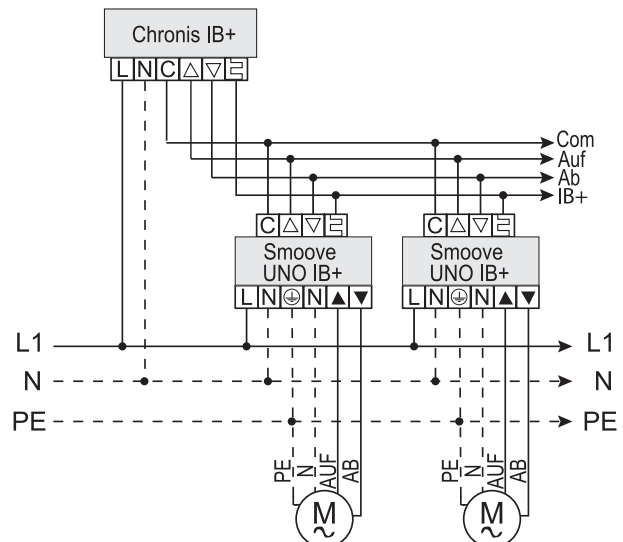 Chronis IB+
L N C △ ▽
Com
Auf
Ab
IB+
C △ ▽ C △ ▽
Smoove UNO IB+ Smoove UNO IB+
L N ⏚ N ▲ ▼ L N ⏚ N ▲ ▼
L1 L1
N N
PE PE
PE N AUF AB PE N AUF AB
M ~ M ~